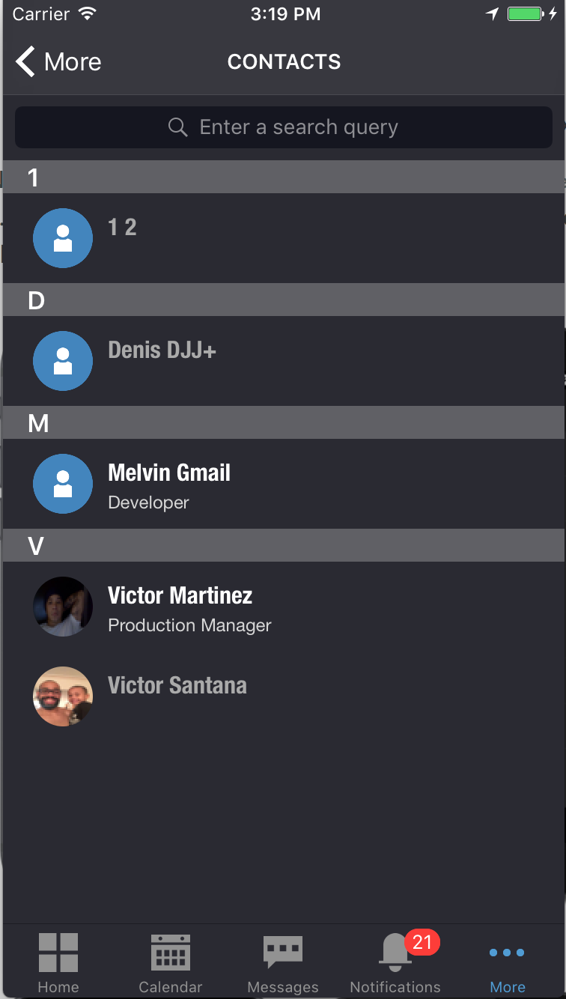 Carrier 3:19 PM
More CONTACTS
Enter a search query
1
1 2
D
Denis DJJ+
M
Melvin Gmail
Developer
V
Victor Martinez
Production Manager
Victor Santana
21
Home Calendar Messages Notifications More